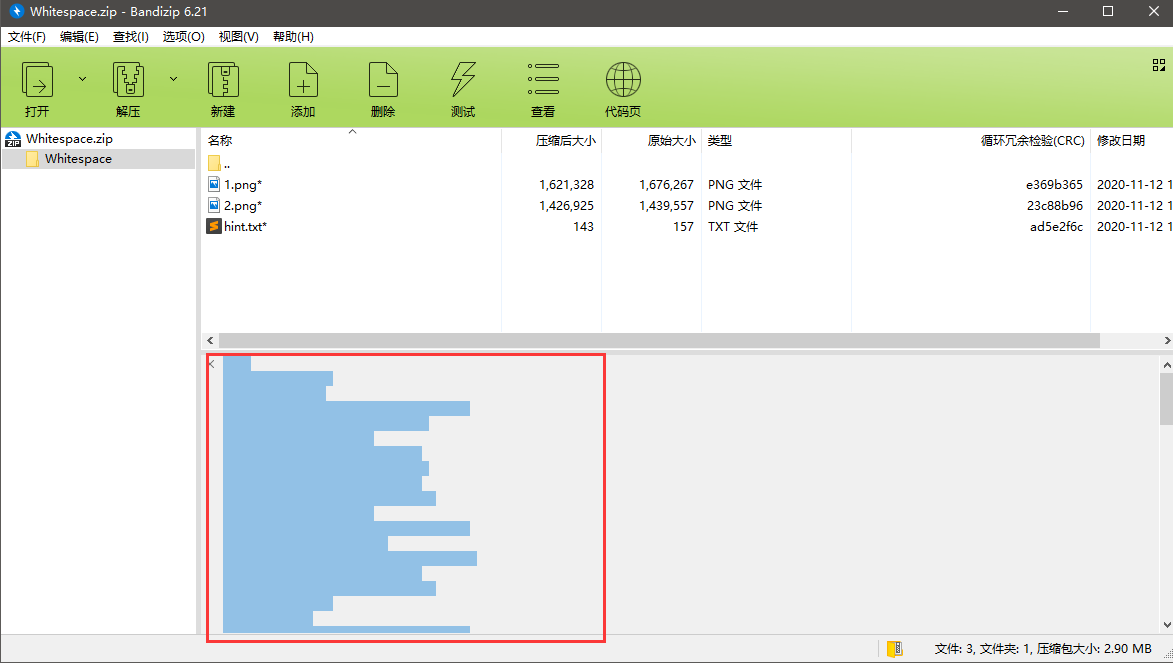 Whitespace.zip - Bandizip 6.21
文件(F) 编辑(E) 查找(I) 选项(O) 视图(V) 帮助(H)
打开 解压 新建 添加 删除 测试 查看 代码页
Whitespace.zip
Whitespace
名称 压缩后大小 原始大小 类型 循环冗余检验(CRC) 修改日期
..
1.png* 1,621,328 1,676,267 PNG 文件 e369b365 2020-11-12 1
2.png* 1,426,925 1,439,557 PNG 文件 23c88b96 2020-11-12 1
hint.txt* 143 157 TXT 文件 ad5e2f6c 2020-11-12 1
文件: 3, 文件夹: 1, 压缩包大小: 2.90 MB